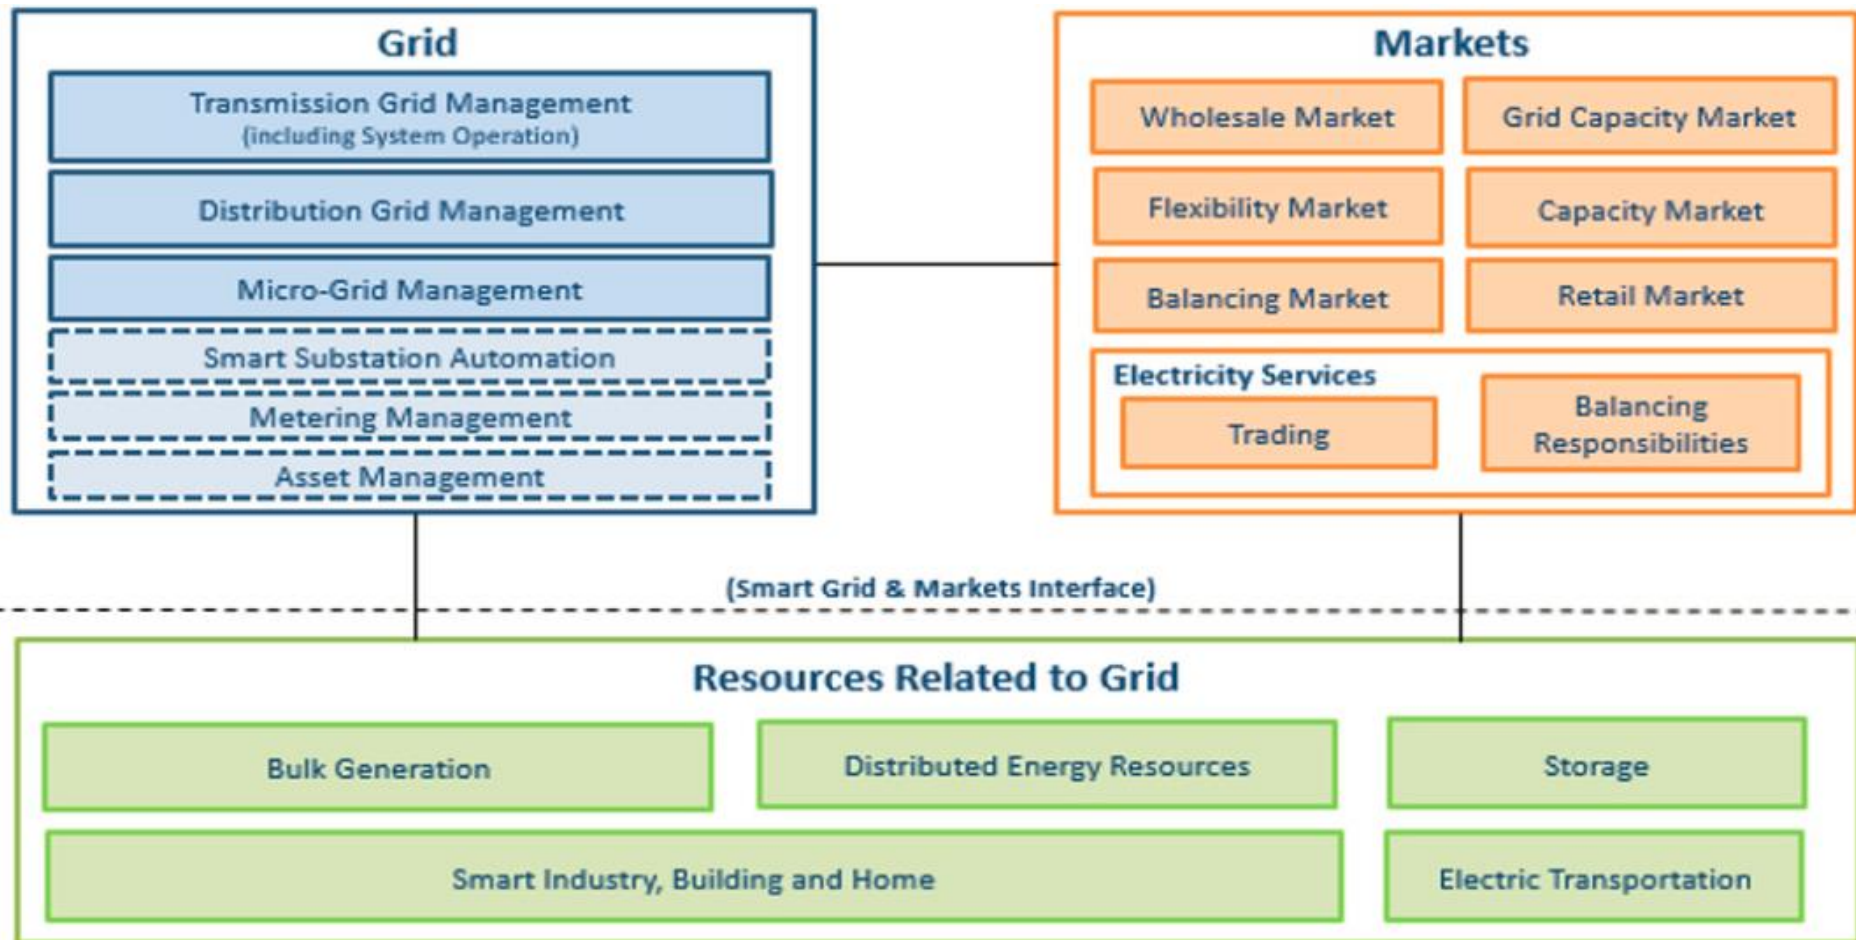 Grid
Transmission Grid Management
(including System Operation)
Distribution Grid Management
Micro-Grid Management
Smart Substation Automation
Metering Management
Asset Management
Markets
Wholesale Market
Grid Capacity Market
Flexibility Market
Capacity Market
Balancing Market
Retail Market
Electricity Services
Trading
Balancing
Responsibilities
(Smart Grid & Markets Interface)
Resources Related to Grid
Bulk Generation
Distributed Energy Resources
Storage
Smart Industry, Building and Home
Electric Transportation